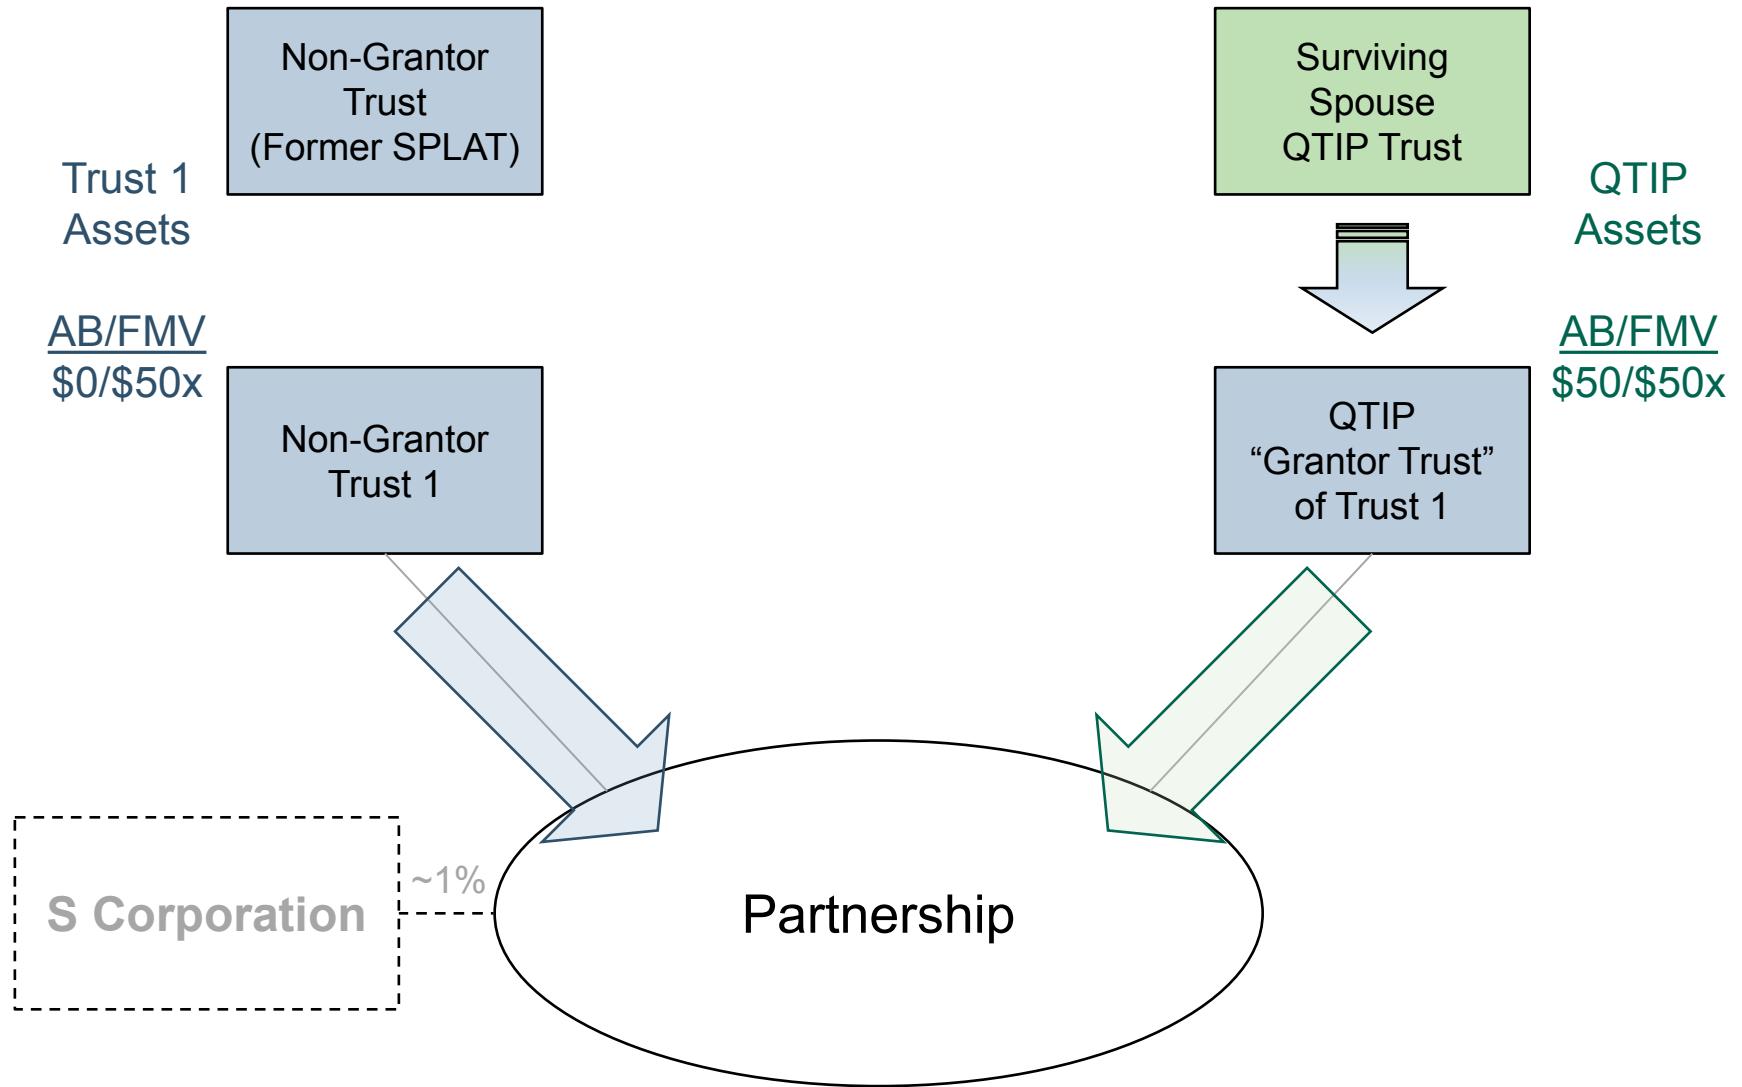 Non-Grantor
Trust
(Former SPLAT)
Surviving
Spouse
QTIP Trust
Trust 1
Assets
AB/FMV
$0/$50x
QTIP
Assets
AB/FMV
$50/$50x
Non-Grantor
Trust 1
QTIP
“Grantor Trust”
of Trust 1
S Corporation
~1%
Partnership